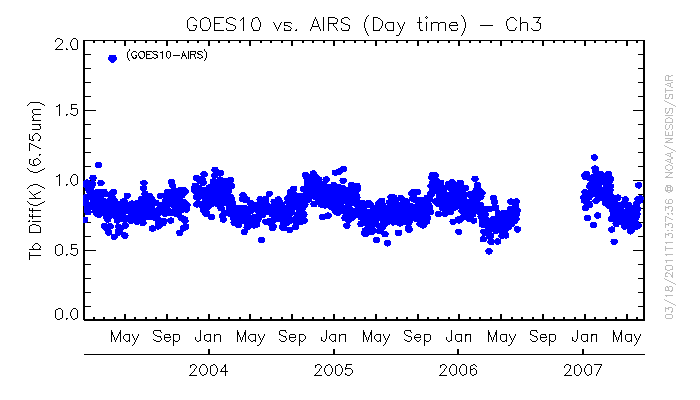 GOES10 vs. AIRS (Day time) – Ch3
(GOES10-AIRS)
Tb Diff(K) (6.75um)
2.0
1.5
1.0
0.5
0.0
May Sep Jan May Sep Jan May Sep Jan May Sep Jan May
2004 2005 2006 2007
03/18/2011T13:37:36 @ NOAA/NESDIS/STAR